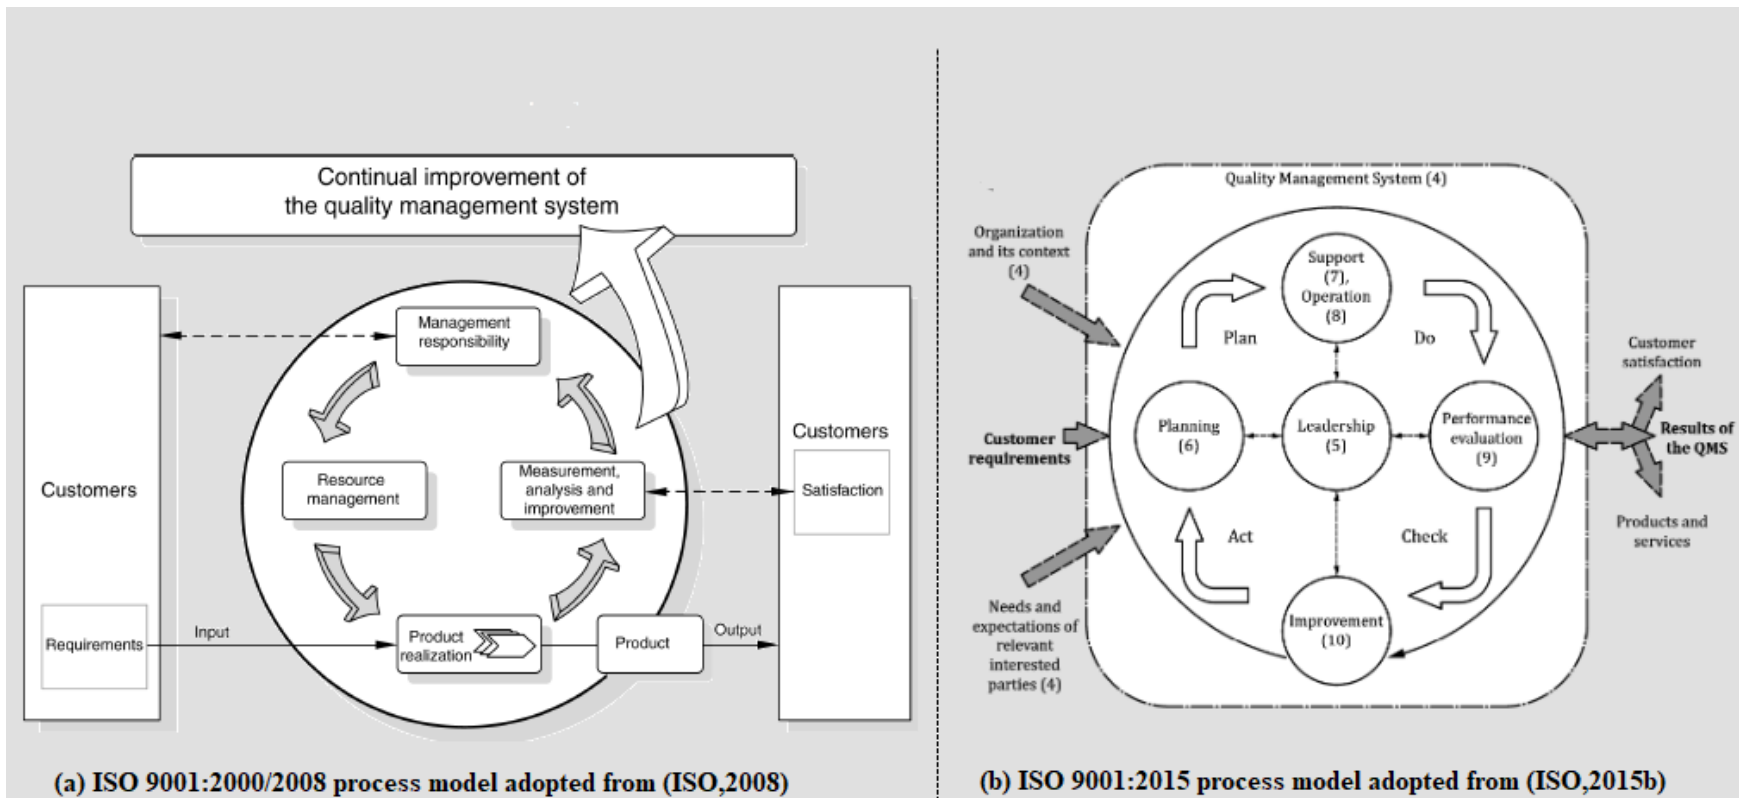 Continual improvement of
the quality management system
Customers
Requirements
Input
Management
responsibility
Resource
management
Measurement,
analysis and
improvement
Product
realization
Product
Output
Customers
Satisfaction
(a) ISO 9001:2000/2008 process model adopted from (ISO,2008)
Quality Management System (4)
Organization
and its context
(4)
Customer
requirements
Needs and
expectations of
relevant
interested
parties (4)
Support
(7),
Operation
(8)
Plan
Do
Planning
(6)
Leadership
(5)
Performance
evaluation
(9)
Act
Check
Improvement
(10)
Customer
satisfaction
Results of
the QMS
Products and
services
(b) ISO 9001:2015 process model adopted from (ISO,2015b)